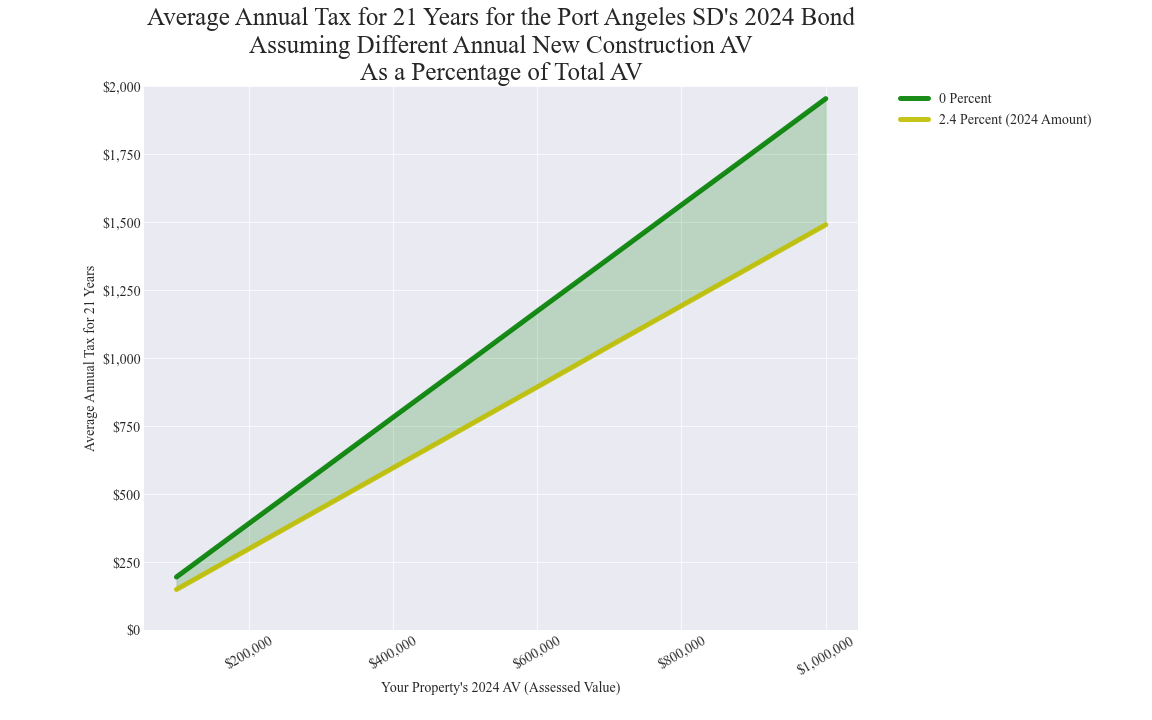 Average Annual Tax for 21 Years for the Port Angeles SD's 2024 Bond
Assuming Different Annual New Construction AV
As a Percentage of Total AV
$2,000
$1,750
$1,500
$1,250
$1,000
$750
$500
$250
$0
Average Annual Tax for 21 Years
$200,000
$400,000
$600,000
$800,000
$1,000,000
Your Property's 2024 AV (Assessed Value)
0 Percent
2.4 Percent (2024 Amount)